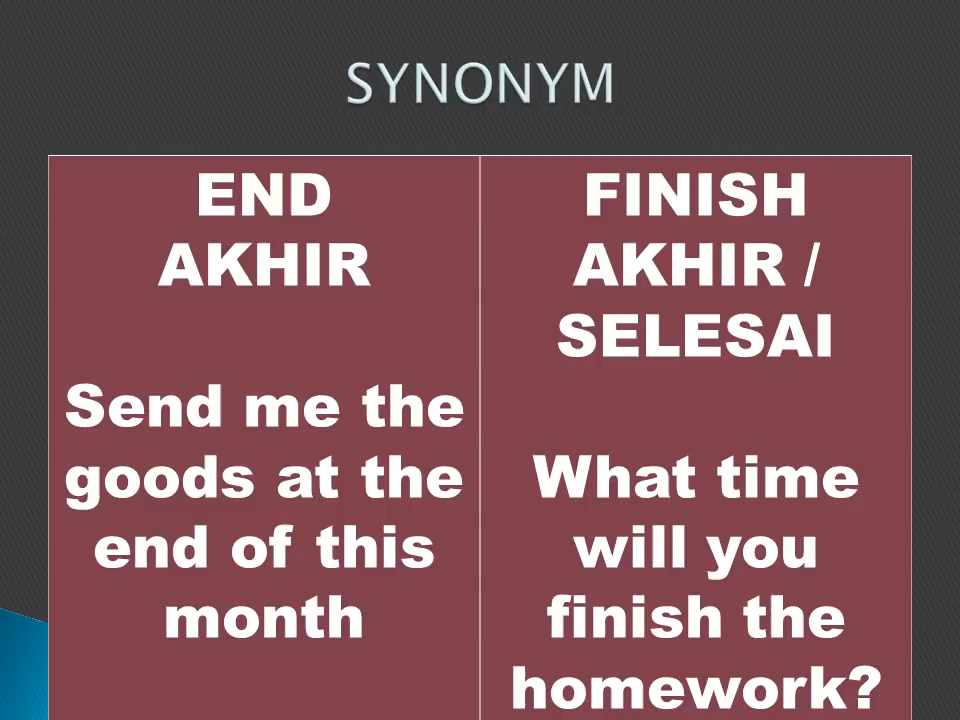 SYNONYM
END
AKHIR
Send me the
goods at the
end of this
month
FINISH
AKHIR /
SELESAI
What time
will you
finish the
homework?